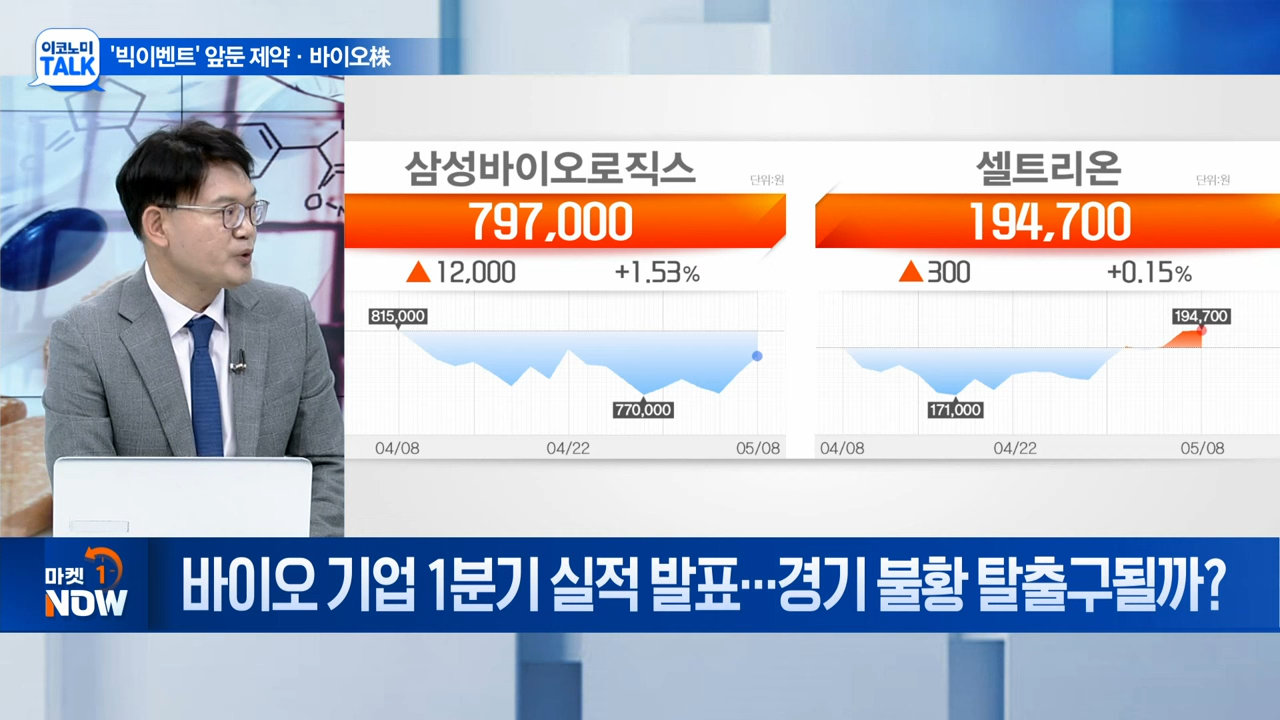 이코노미
TALK
'빅이벤트' 앞둔 제약·바이오株
삼성바이오로직스
단위:원
797,000
▲12,000 +1.53%
815,000
770,000
04/08 04/22 05/08
셀트리온
단위:원
194,700
▲300 +0.15%
194,700
171,000
04/08 04/22 05/08
마켓 1
NOW
바이오 기업 1분기 실적 발표…경기 불황 탈출구될까?